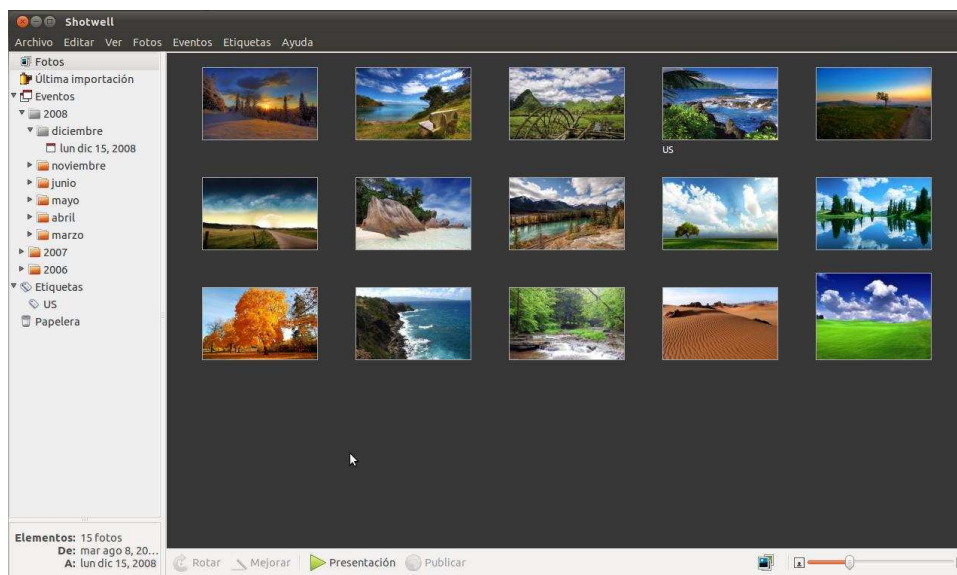 Shotwell
Archivo Editar Ver Fotos Eventos Etiquetas Ayuda
Fotos
Última importación
Eventos
2008
diciembre
lun dic 15, 2008
noviembre
junio
mayo
abril
marzo
2007
2006
Etiquetas
US
Papelera
US
Elementos: 15 fotos
De: mar ago 8, 20...
A: lun dic 15, 2008
Rotar Mejorar Presentación Publicar